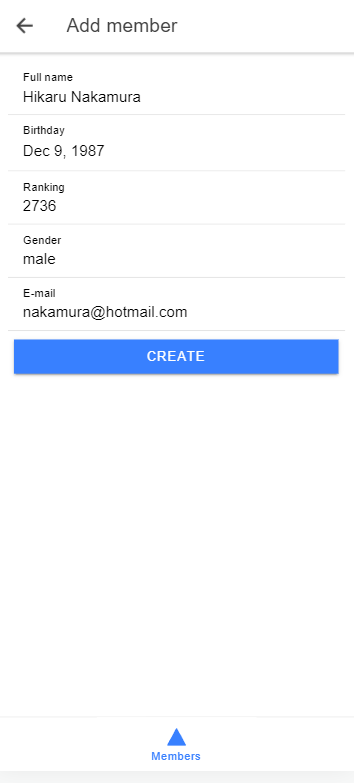 Add member
Full name
Hikaru Nakamura
Birthday
Dec 9, 1987
Ranking
2736
Gender
male
E-mail
nakamura@hotmail.com
CREATE
Members